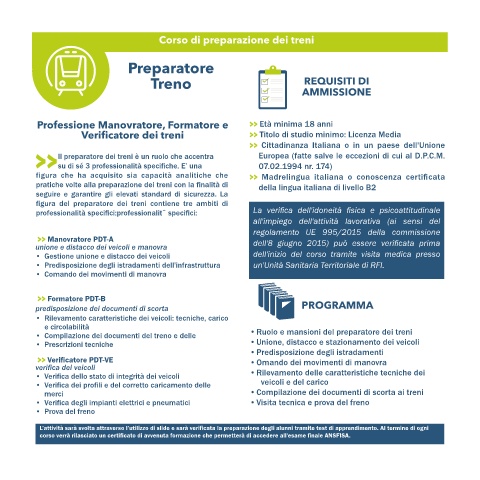 Corso di preparazione dei treni
Preparatore
Treno
Professione Manovratore, Formatore e
Verificatore dei treni
>> Il preparatore dei treni è un ruolo che accentra
su di sé 3 professionalità specifiche. E' una
figura che ha acquisito sia capacità analitiche che
pratiche volte alla preparazione dei treni con la finalità di
seguire e garantire gli elevati standard di sicurezza. La
figura del preparatore dei treni contiene tre ambiti di
professionalità specifici:professionalit˜ specifici:
>> Manovratore PDT-A
unione e distacco dei veicoli e manovra
• Gestione unione e distacco dei veicoli
• Predisposizione degli istradamenti dell'infrastruttura
• Comando dei movimenti di manovra
>> Formatore PDT-B
predisposizione dei documenti di scorta
• Rilevamento caratteristiche dei veicoli: tecniche, carico
e circolabilità
• Compilazione dei documenti del treno e delle
• Prescrizioni tecniche
>> Verificatore PDT-VE
verifica dei veicoli
• Verifica dello stato di integrità dei veicoli
• Verifica dei profili e del corretto caricamento delle
merci
• Verifica degli impianti elettrici e pneumatici
• Prova del freno
REQUISITI DI
AMMISSIONE
>> Età minima 18 anni
>> Titolo di studio minimo: Licenza Media
>> Cittadinanza Italiana o in un paese dell'Unione
Europea (fatte salve le eccezioni di cui al D.P.C.M.
07.02.1994 nr. 174)
>> Madrelingua italiana o conoscenza certificata
della lingua italiana di livello B2
La verifica dell'idoneità fisica e psicoattitudinale
all'impiego dell'attività lavorativa (ai sensi del
regolamento UE 995/2015 della commissione
dell'8 giugno 2015) può essere verificata prima
dell'inizio del corso tramite visita medica presso
un'Unità Sanitaria Territoriale di RFI.
PROGRAMMA
• Ruolo e mansioni del preparatore dei treni
• Unione, distacco e stazionamento dei veicoli
• Predisposizione degli istradamenti
• Omando dei movimenti di manovra
• Rilevamento delle caratteristiche tecniche dei
veicoli e del carico
• Compilazione dei documenti di scorta ai treni
• Visita tecnica e prova del freno
L'attività sarà svolta attraverso l'utilizzo di slide e sarà verificata la preparazione degli alunni tramite test di apprendimento. Al termine di ogni
corso verrà rilasciato un certificato di avvenuta formazione che permetterà di accedere all'esame finale ANSFISA.